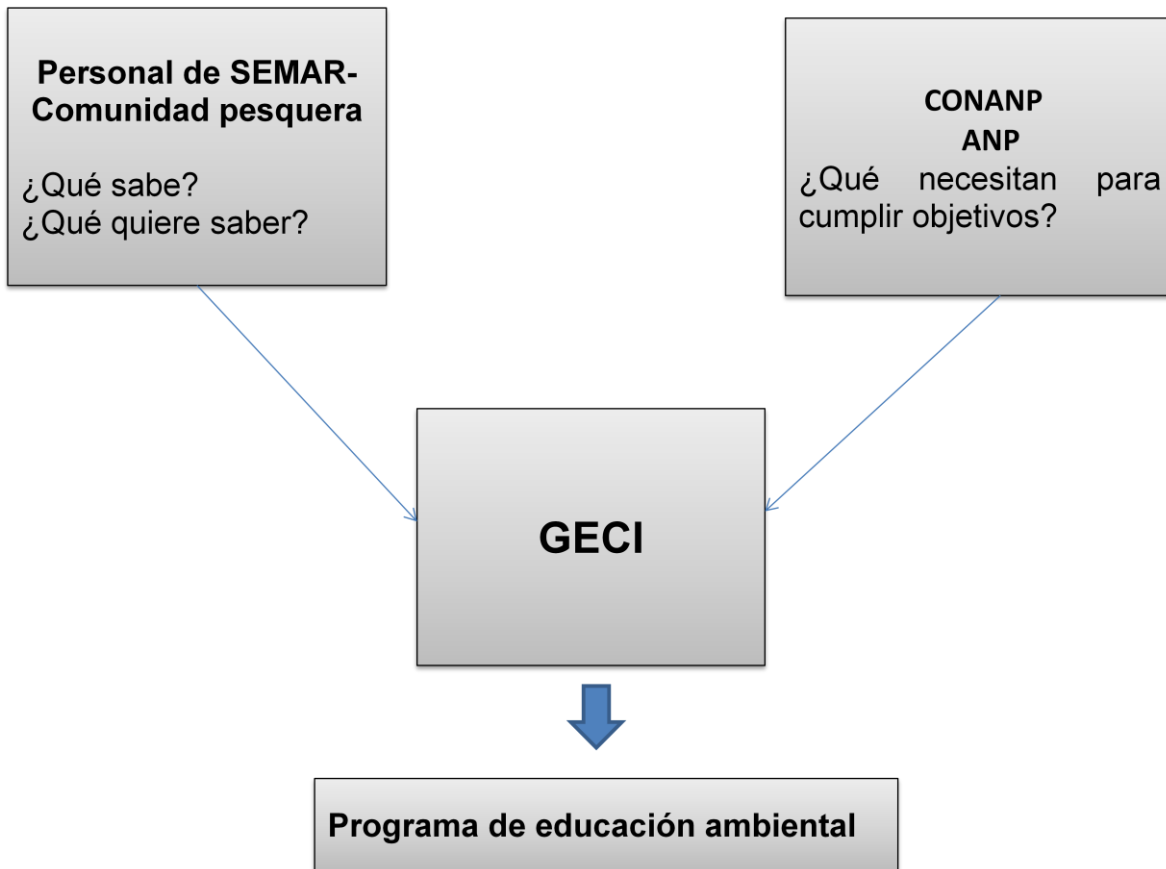 Personal de SEMAR-
Comunidad pesquera
¿Qué sabe?
¿Qué quiere saber?
CONANP
ANP
¿Qué necesitan para
cumplir objetivos?
GECI
Programa de educación ambiental